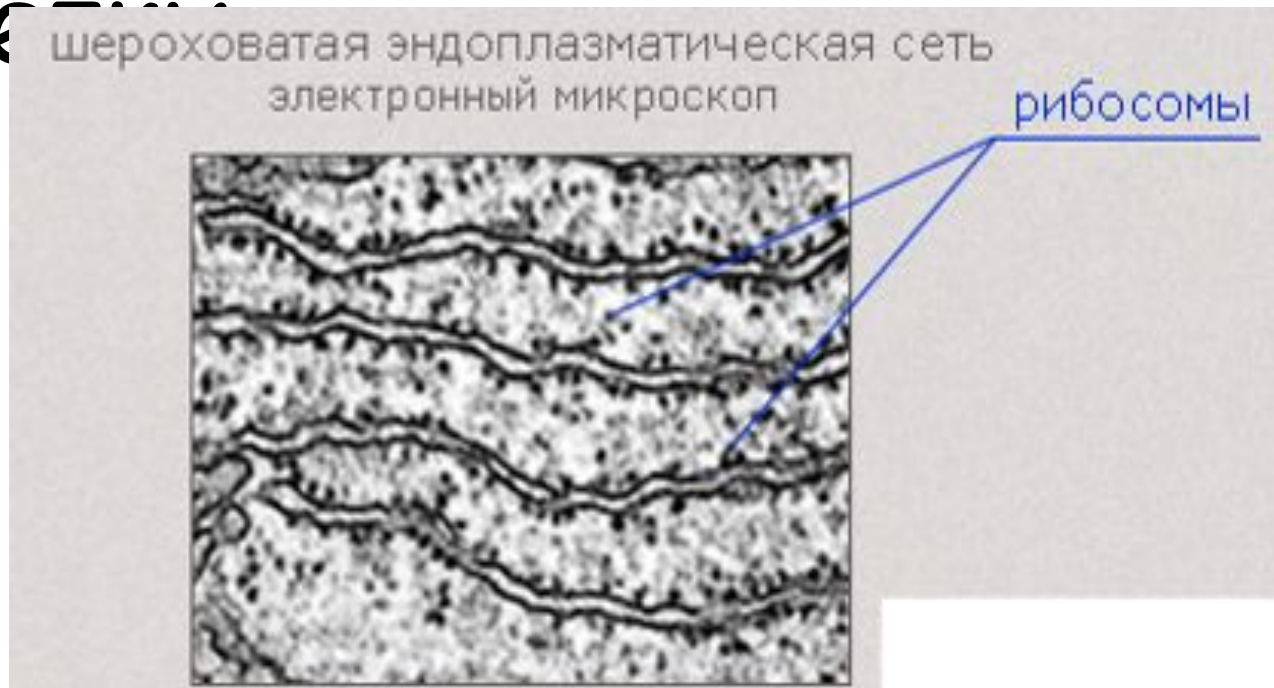 шероховатая эндоплазматическая сеть
электронный микроскоп
рибосомы